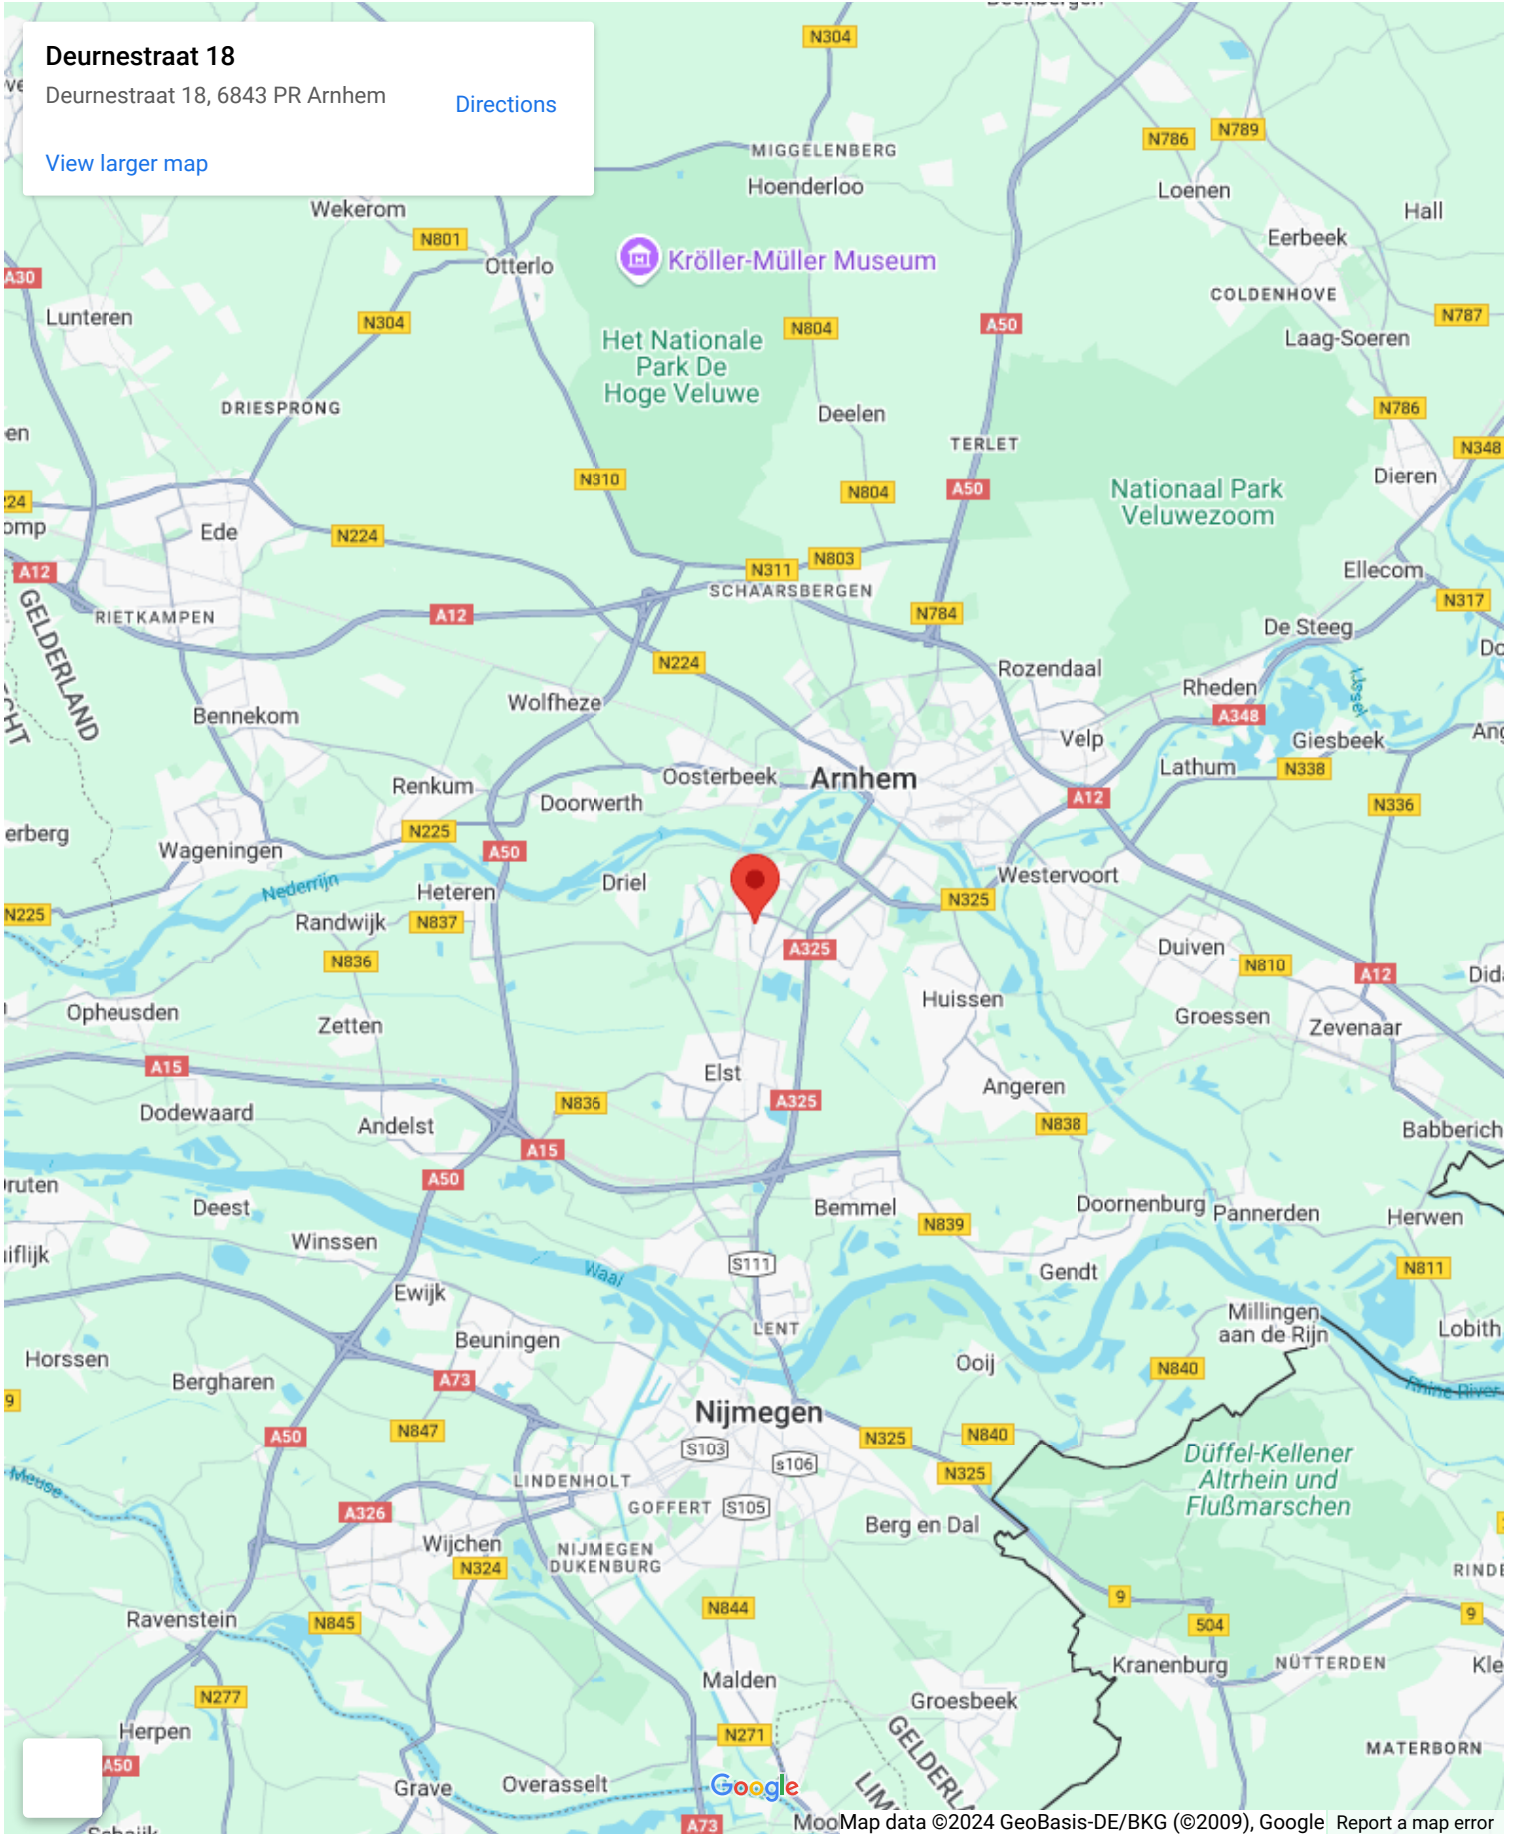 Deurnestraat 18
Deurnestraat 18, 6843 PR Arnhem
Directions
View larger map
N304
N786
N789
MIGGELENBERG
Hoenderloo
Loenen
Hall
Wekerom
N801
Otterlo
Kröller-Müller Museum
Eerbeek
A30
COLDENHOVE
Lunteren
N304
N804
A50
N787
Het Nationale
Park De
Hoge Veluwe
Laag-Soeren
DRIESPRONG
Deelen
N786
TERLET
N348
N310
N804
A50
Dieren
Nationaal Park
Veluwezoom
Ede
N224
A12
N311
N803
SCHAARSBERGEN
Ellecom
N317
GELDERLAND
RIETKAMPEN
A12
N784
De Steeg
N224
Rozendaal
Wolfheze
Rheden
IJssel
Bennekom
A348
Velp
Giesbeek
Renkum
Oosterbeek
Arnhem
Lathum
N338
Doorwerth
A12
N336
N225
Wageningen
A50
Nederrijn
Heteren
Driel
Westervoort
N325
N225
Randwijk
N837
A325
Duiven
N836
N810
A12
Opheusden
Zetten
Huissen
Groessen
Zevenaar
A15
Elst
Angeren
Dodewaard
Andelst
N836
A325
N838
Babberich
A15
A50
Deest
Bemmel
Doornenburg
Pannerden
Herwen
N839
Winssen
Waal
S111
Gendt
N811
Ewijk
Millingen
aan de Rijn
LENT
Lobith
Beuningen
Horssen
Ooij
N840
Bergharen
A73
Rhine River
9
Nijmegen
N847
A50
S103
N325
N840
s106
Düffel-Kellener
Altrhein und
Flußmarschen
Meuse
LINDENHOLT
N325
GOFFERT
S105
A326
Berg en Dal
Wijchen
NIJMEGEN
DUKENBURG
N324
9
N844
9
Ravenstein
N845
504
Malden
Kranenburg
NÜTTERDEN
N277
Groesbeek
Herpen
N271
GELDERLA
MATERBORN
A50
Grave
Overasselt
Google
A73
Map data ©2024 GeoBasis-DE/BKG (©2009), Google
Report a map error